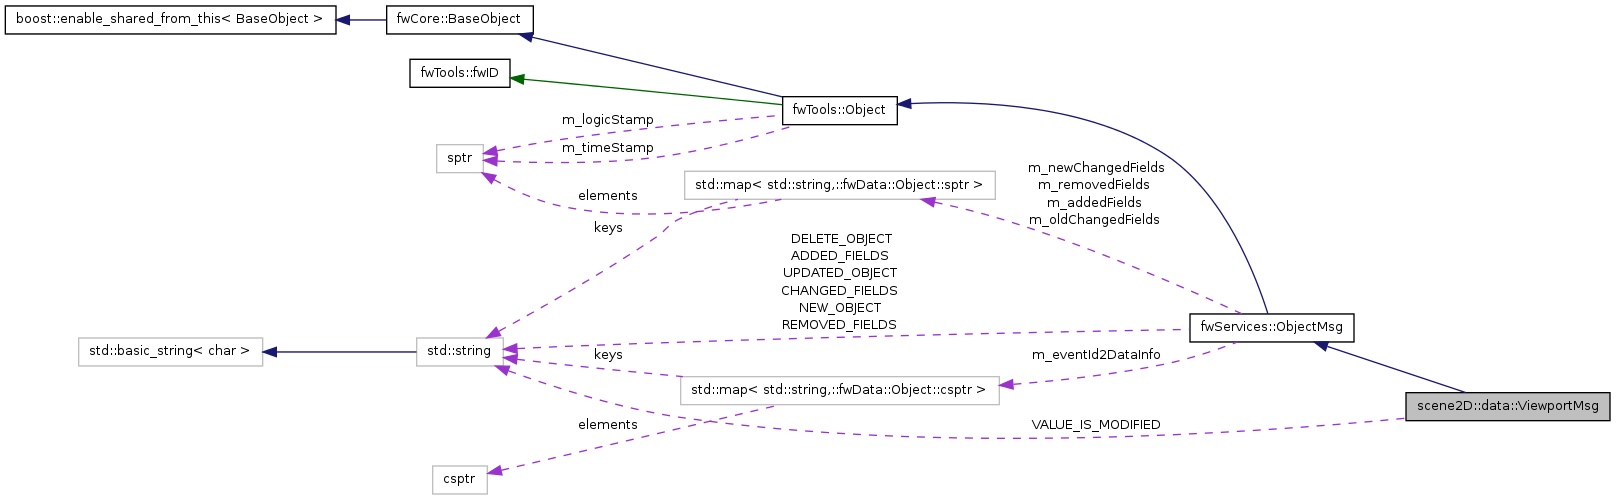 boost::enable_shared_from_this< BaseObject >
fwCore::BaseObject
fwTools::fwID
fwTools::Object
m_logicStamp
m_timeStamp
sptr
std::map< std::string,::fwData::Object::sptr >
elements
keys
m_newChangedFields
m_removedFields
m_addedFields
m_oldChangedFields
DELETE_OBJECT
ADDED_FIELDS
UPDATED_OBJECT
CHANGED_FIELDS
NEW_OBJECT
REMOVED_FIELDS
fwServices::ObjectMsg
std::basic_string< char >
std::string
keys
m_eventId2DataInfo
std::map< std::string,::fwData::Object::csptr >
scene2D::data::ViewportMsg
elements
VALUE_IS_MODIFIED
csptr